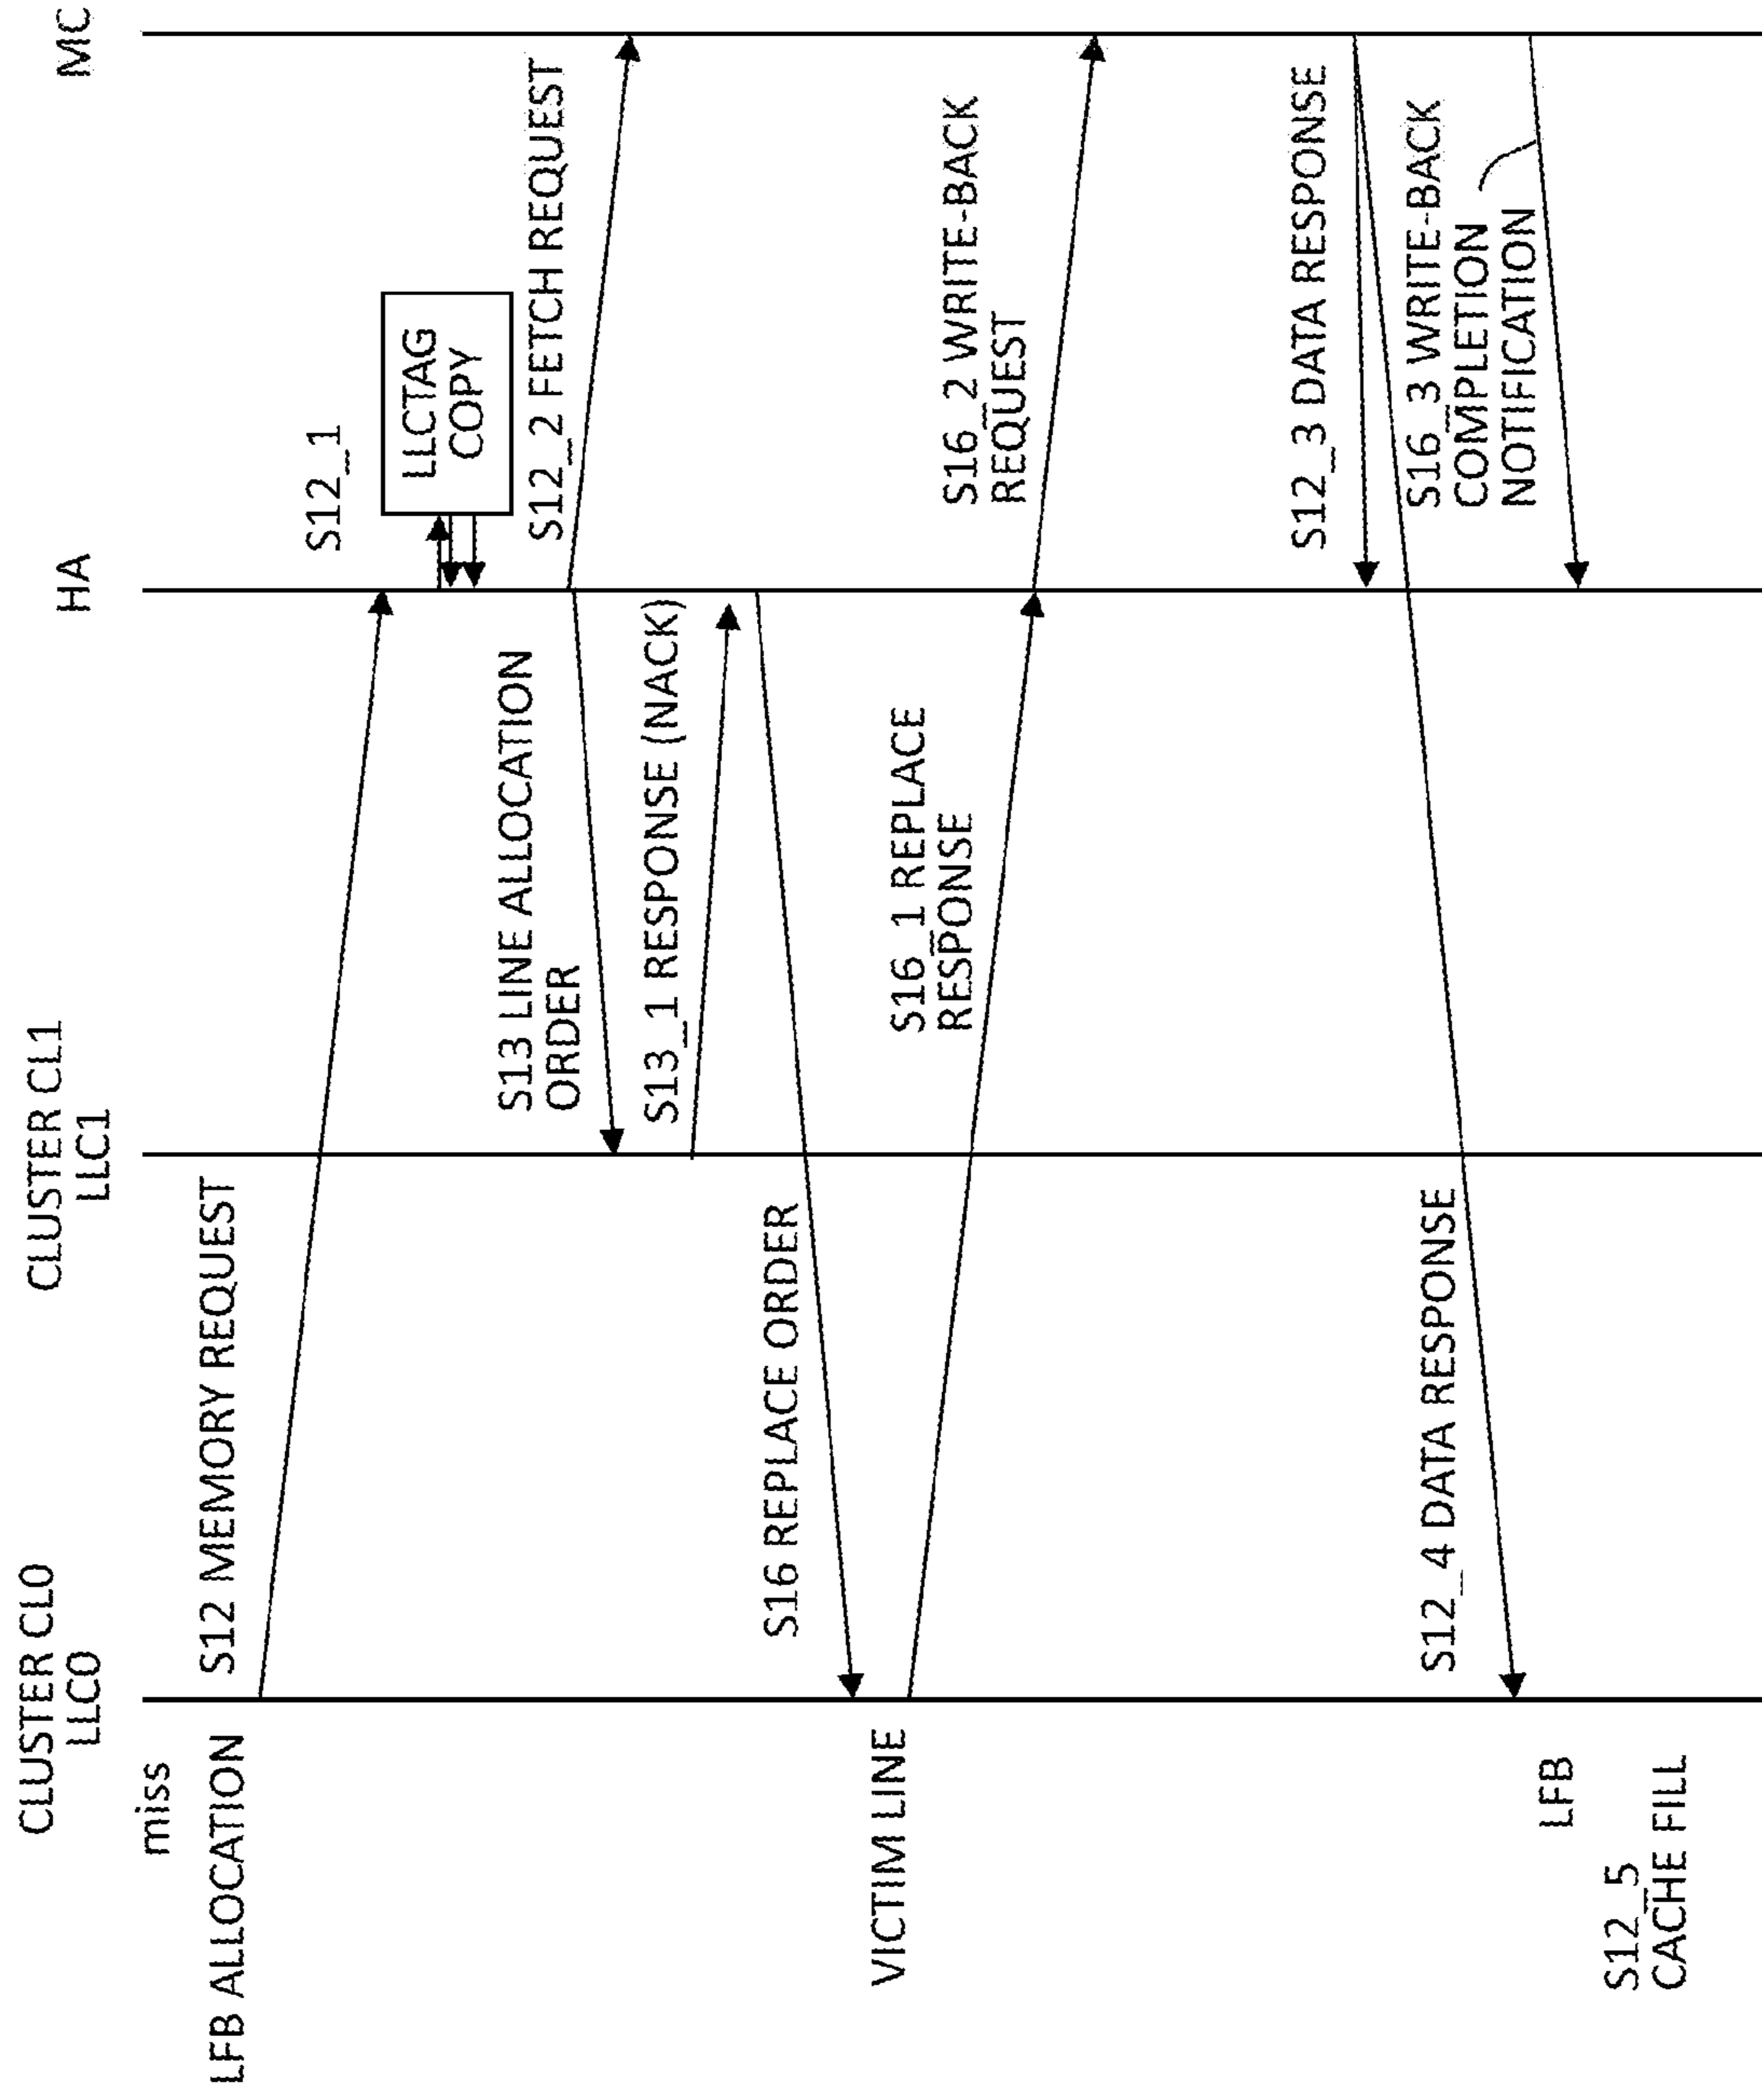 CLUSTER CL0
LLC0
CLUSTER CL1
LLC1
HA
MC
miss
LFB ALLOCATION
S12 MEMORY REQUEST
S12_1
LLCTAG
COPY
S12_2 FETCH REQUEST
S13 LINE ALLOCATION
ORDER
S13_1 RESPONSE (NACK)
S16 REPLACE ORDER
VICTIM LINE
S16_1 REPLACE
RESPONSE
S16_2 WRITE-BACK
REQUEST
S12_3 DATA RESPONSE
S16_3 WRITE-BACK
COMPLETION
NOTIFICATION
S12_4 DATA RESPONSE
LFB
S12_5
CACHE FILL